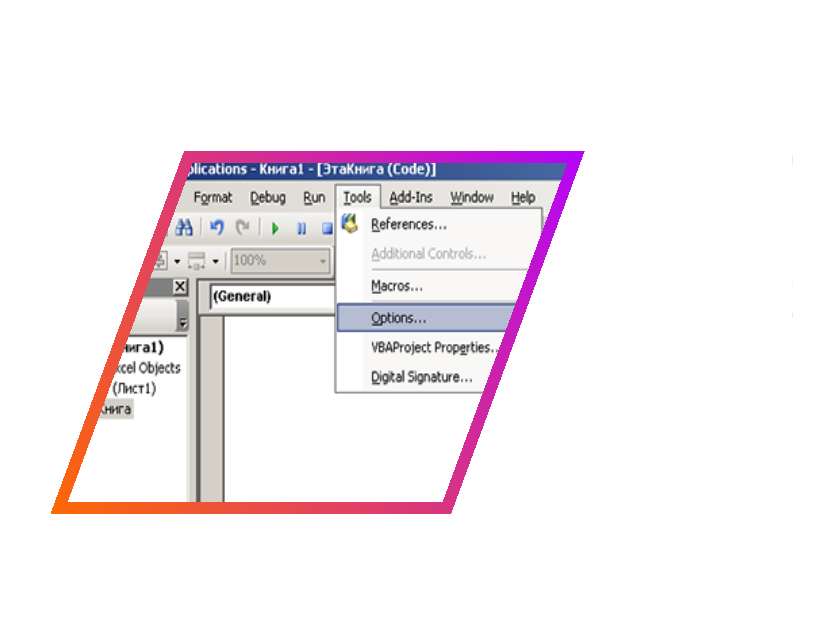 plications - Книга1 - [ЭтаКнига (Code)]
Format Debug Run Tools Add-Ins Window Help
References...
100% Additional Controls...
Macros...
(General)
Options...
нига1) VBAProject Properties...
xcel Objects
(Лист1) Digital Signature...
Книга